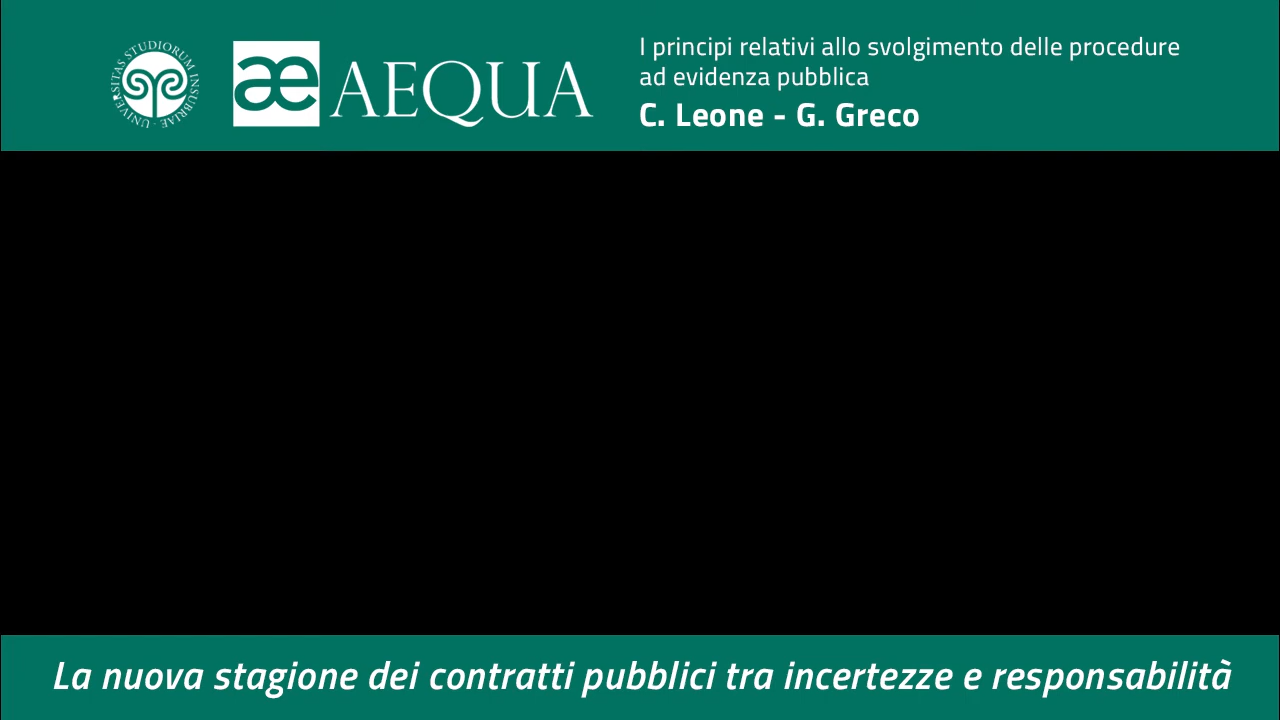 UNIVERSITAS STUDIORUM INSUBRIAE
æ AEQUA
I principi relativi allo svolgimento delle procedure
ad evidenza pubblica
C. Leone - G. Greco
La nuova stagione dei contratti pubblici tra incertezze e responsabilità